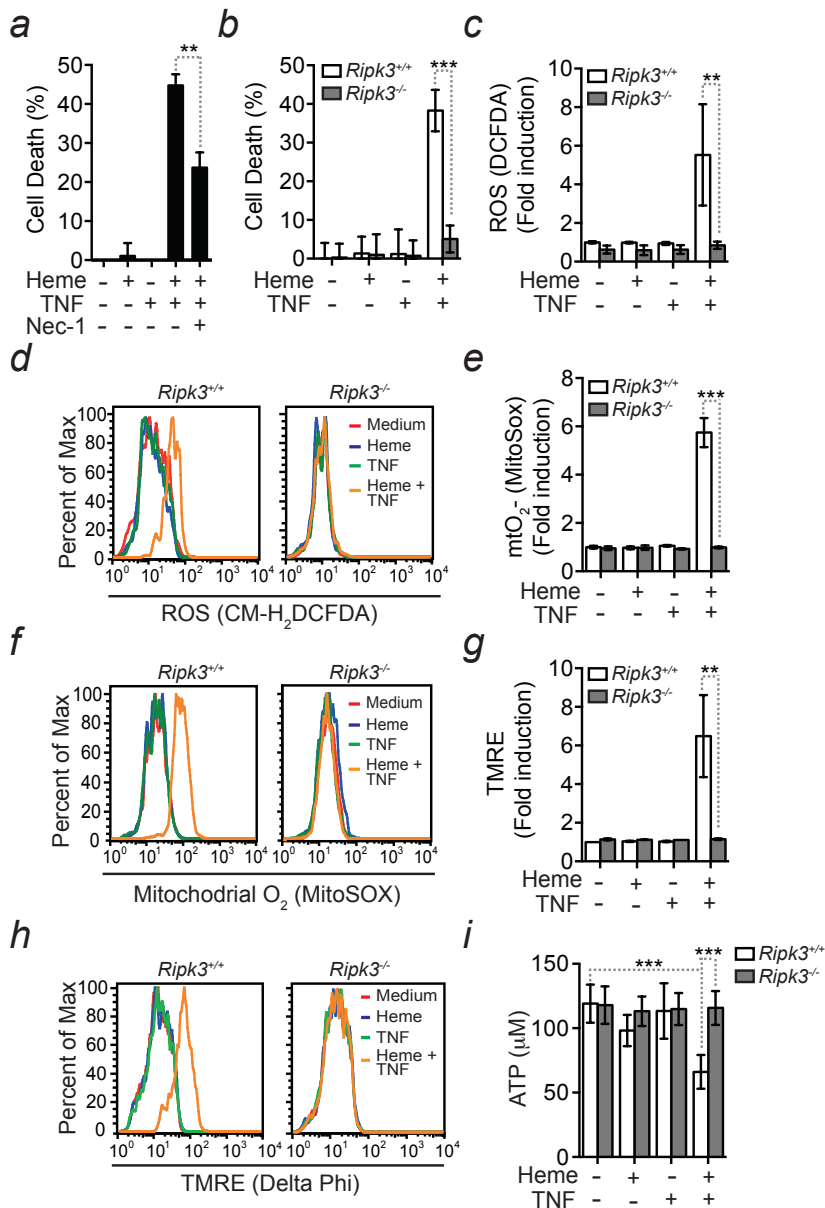 a
**
Cell Death (%)
50
40
30
20
10
0
Heme - + - + +
TNF - - + + +
Nec-1 - - - - +
b
Ripk3+/+
Ripk3-/-
***
Cell Death (%)
50
40
30
20
10
0
Heme - + - +
TNF - - + +
c
Ripk3+/+
Ripk3-/-
**
ROS (DCFDA)
(Fold induction)
10
8
6
4
2
0
Heme - + - +
TNF - - + +
d
Ripk3+/+
Ripk3-/-
Percent of Max
100
80
60
40
20
0
Medium
Heme
TNF
Heme +
TNF
10^0 10^1 10^2 10^3 10^4
10^0 10^1 10^2 10^3 10^4
ROS (CM-H2DCFDA)
e
Ripk3+/+
Ripk3-/-
***
mtO2- (MitoSox)
(Fold induction)
8
6
4
2
0
Heme - + - +
TNF - - + +
f
Ripk3+/+
Ripk3-/-
Percent of Max
100
80
60
40
20
0
Medium
Heme
TNF
Heme +
TNF
10^0 10^1 10^2 10^3 10^4
10^0 10^1 10^2 10^3 10^4
Mitochodrial O2 (MitoSOX)
g
Ripk3+/+
Ripk3-/-
**
TMRE
(Fold induction)
10
8
6
4
2
0
Heme - + - +
TNF - - + +
h
Ripk3+/+
Ripk3-/-
Percent of Max
100
80
60
40
20
0
Medium
Heme
TNF
Heme +
TNF
10^0 10^1 10^2 10^3 10^4
10^0 10^1 10^2 10^3 10^4
TMRE (Delta Phi)
i
Ripk3+/+
Ripk3-/-
***
***
ATP (µM)
150
100
50
0
Heme - + - +
TNF - - + +